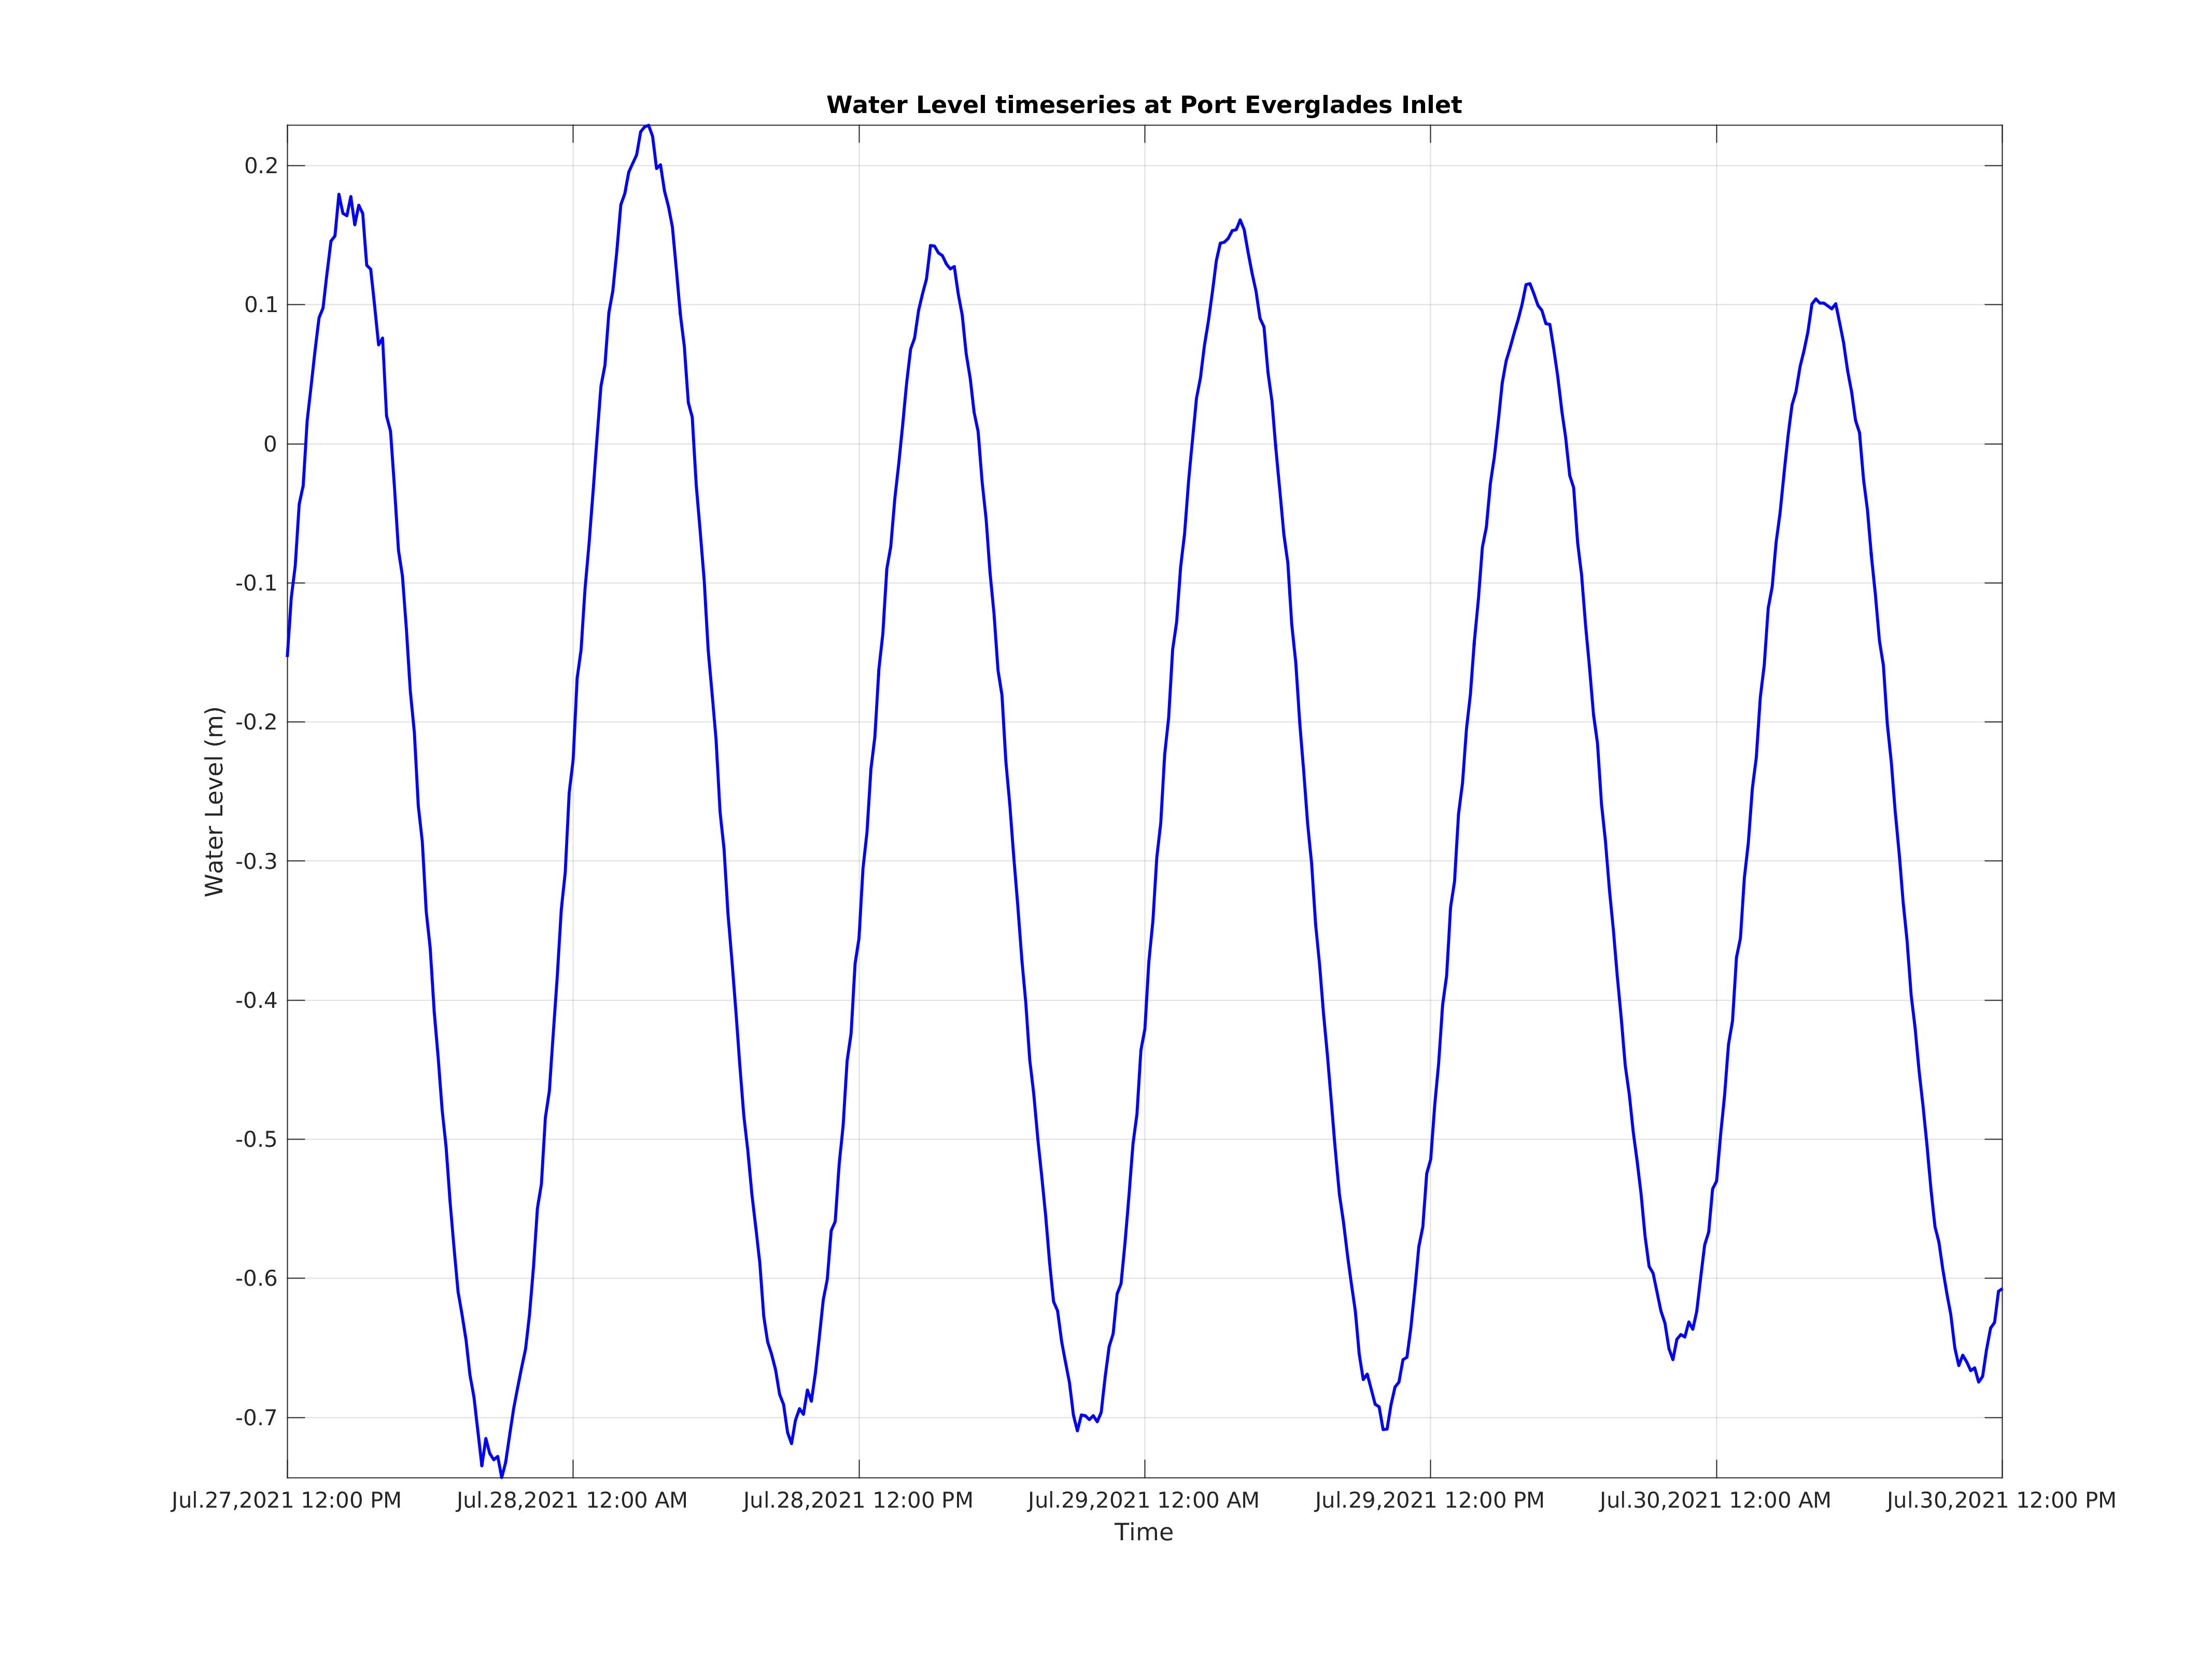 Water Level timeseries at Port Everglades Inlet
0.2
0.1
0
-0.1
-0.2
-0.3
-0.4
-0.5
-0.6
-0.7
Water Level (m)
Jul.27,2021 12:00 PM
Jul.28,2021 12:00 AM
Jul.28,2021 12:00 PM
Jul.29,2021 12:00 AM
Jul.29,2021 12:00 PM
Jul.30,2021 12:00 AM
Jul.30,2021 12:00 PM
Time